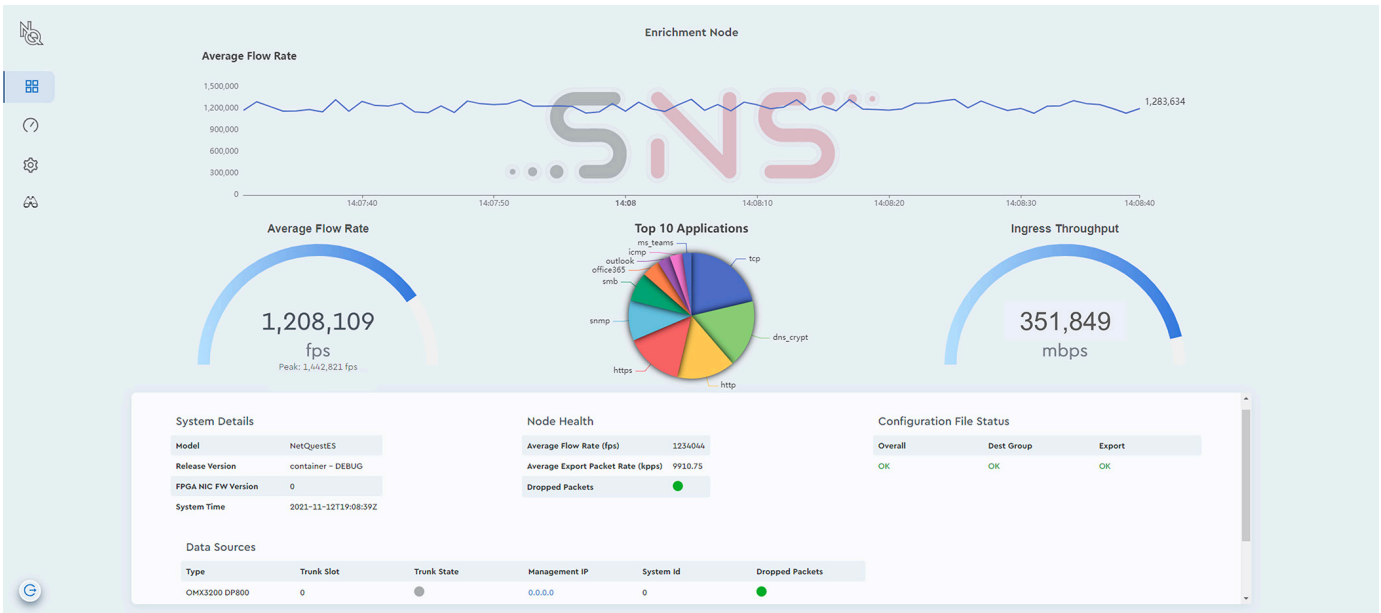 NQ
Enrichment Node
Average Flow Rate
1,500,000
1,200,000
900,000
600,000
300,000
0
1,283,634
SNS
14:07:40 14:07:50 14:08 14:08:10 14:08:20 14:08:30 14:08:40
Average Flow Rate
1,208,109
fps
Peak: 1,442,821 fps
Top 10 Applications
ms_teams
icmp
outlook
office365
smb
snmp
https
tcp
dns_crypt
http
Ingress Throughput
351,849
mbps
System Details
Model NetQuestES
Release Version container - DEBUG
FPGA NIC FW Version 0
System Time 2021-11-12T19:08:39Z
Node Health
Average Flow Rate (fps) 1234044
Average Export Packet Rate (kpps) 9910.75
Dropped Packets
Configuration File Status
Overall Dest Group Export
OK OK OK
Data Sources
Type Trunk Slot Trunk State Management IP System Id Dropped Packets
OMX3200 DP800 0 0.0.0.0 0